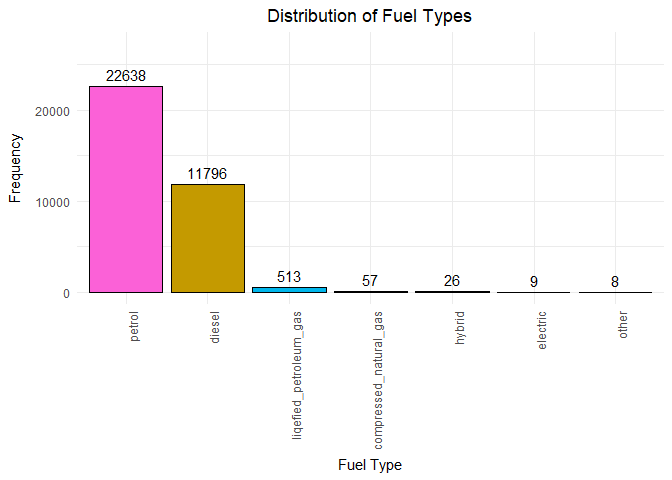 Distribution of Fuel Types
Frequency
20000
10000
0
22638
11796
513
57
26
9
8
petrol
diesel
liqefied_petroleum_gas
compressed_natural_gas
hybrid
electric
other
Fuel Type